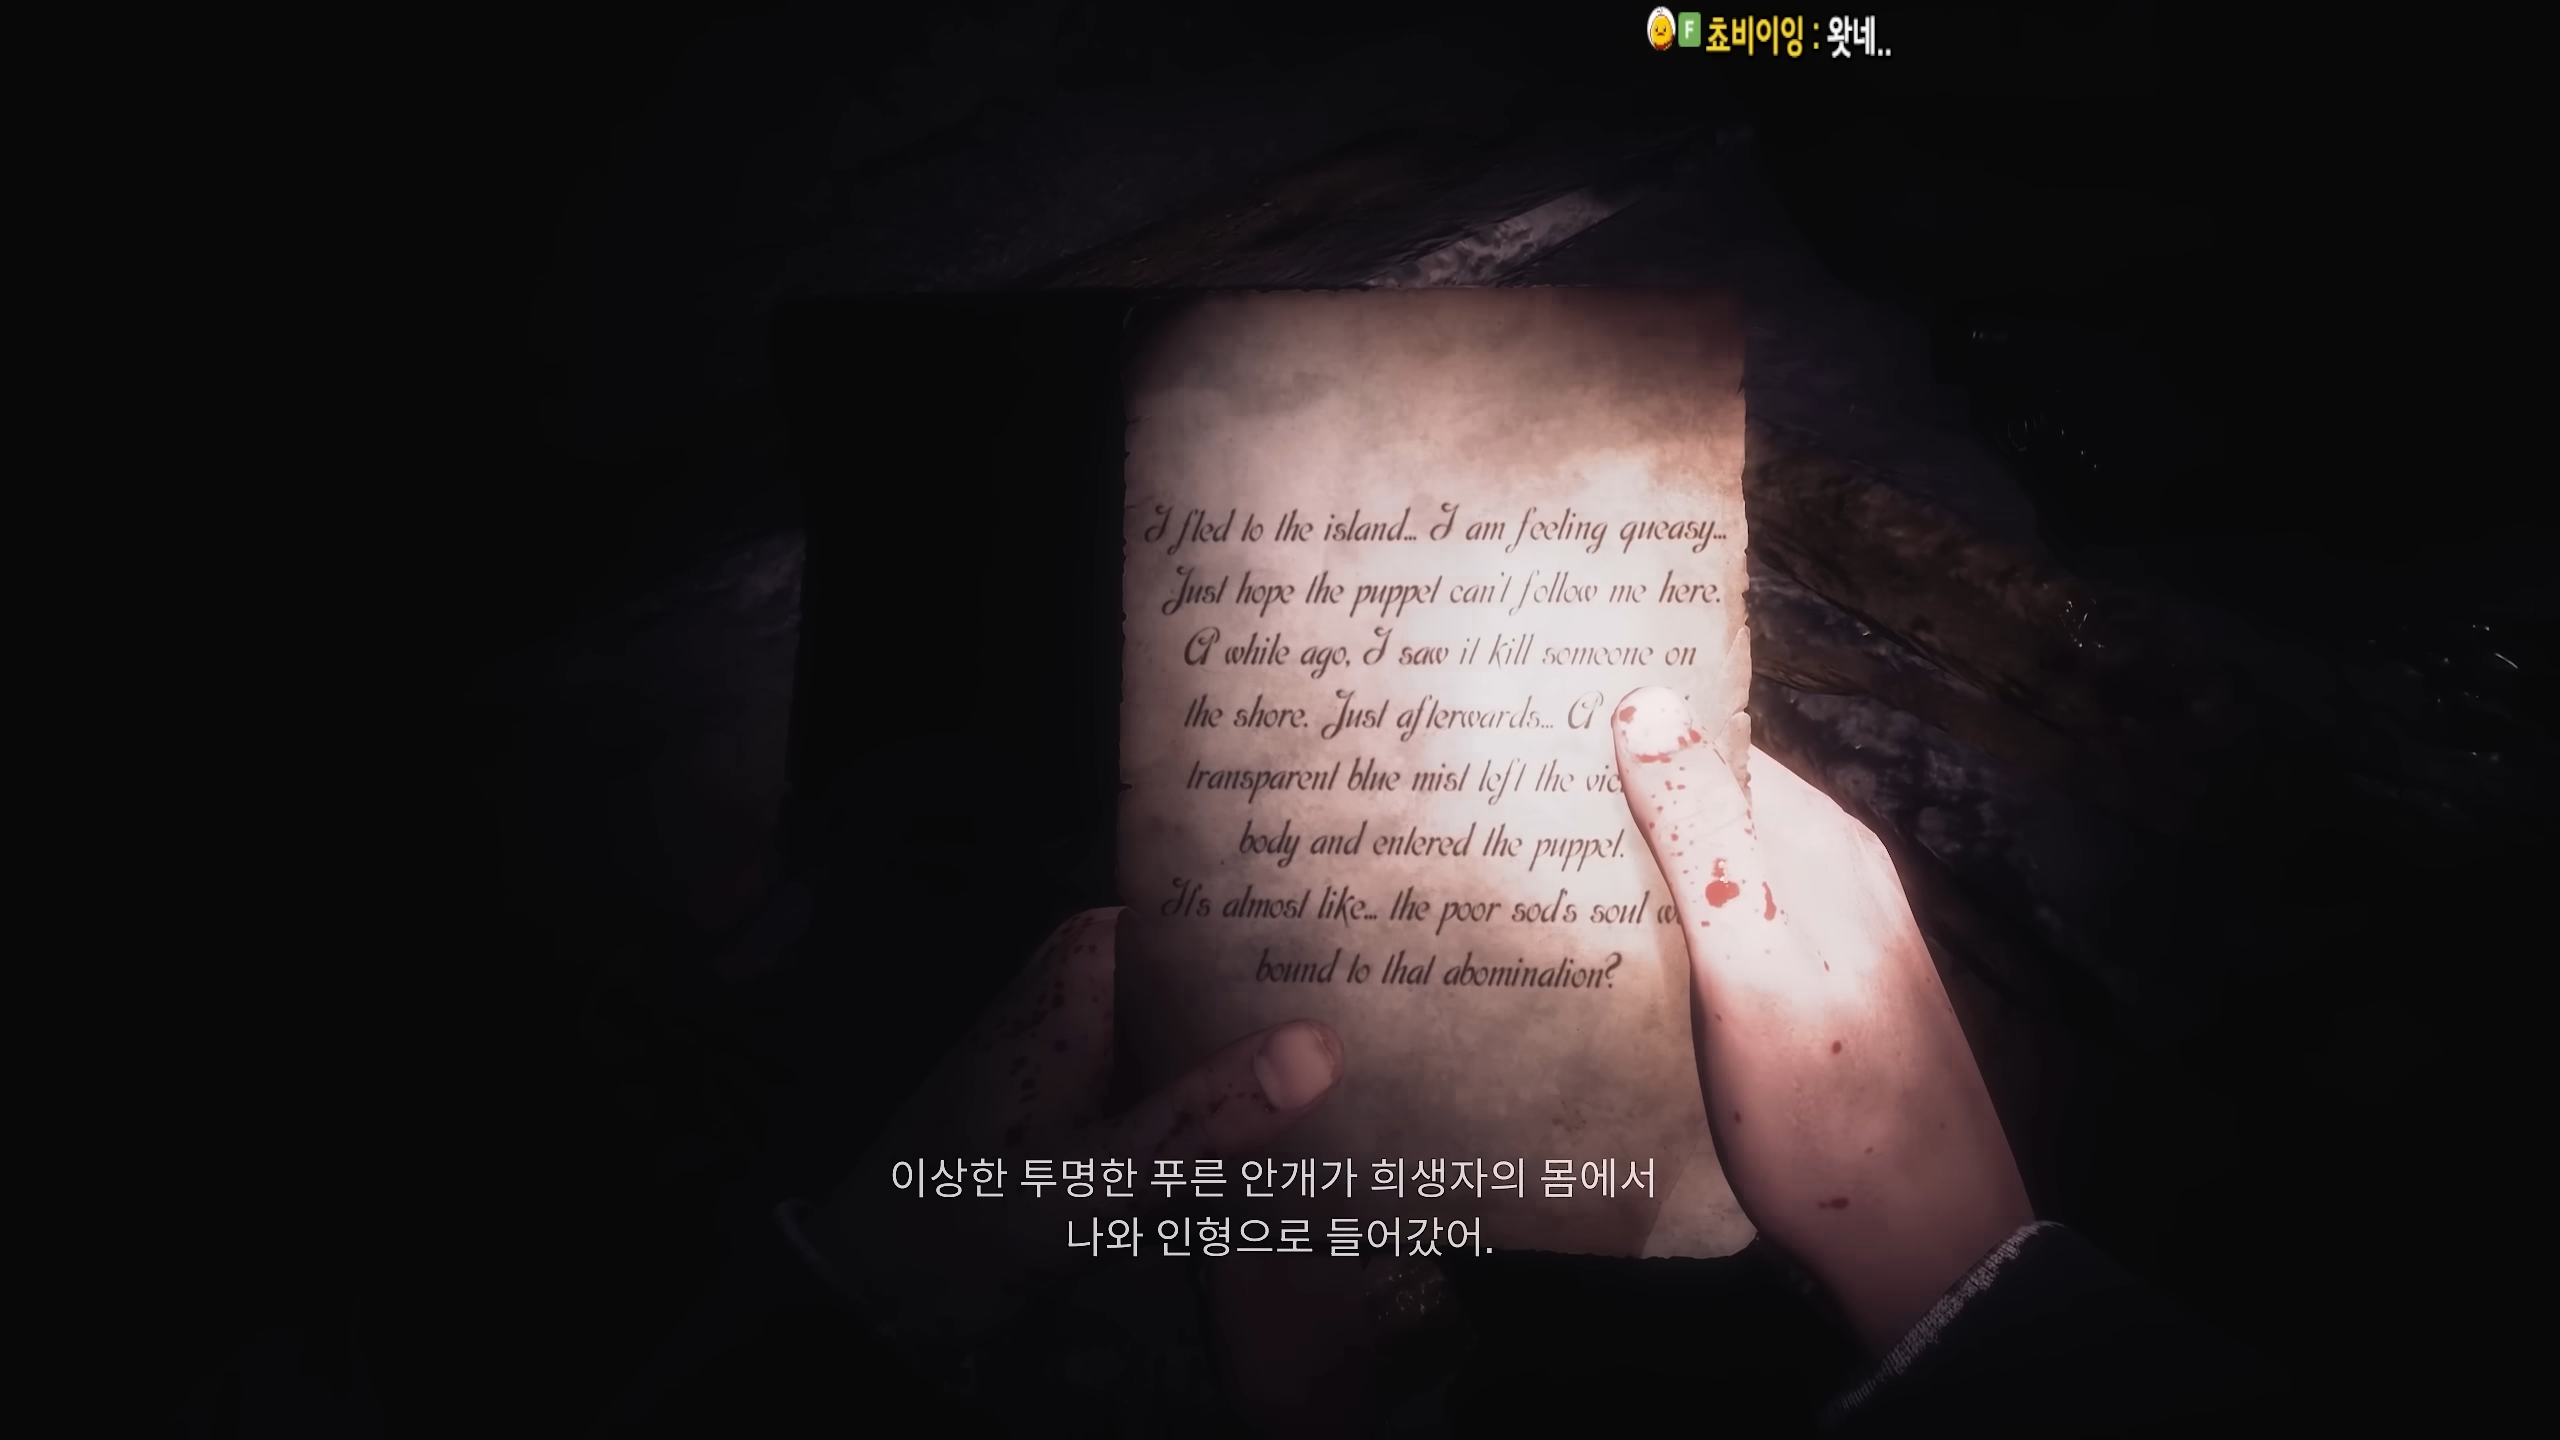 F 쵸비이잉 : 왓네..
I fled to the island... I am feeling queasy...
Just hope the puppet can't follow me here.
A while ago, I saw it kill someone on
the shore. Just afterwards... A
transparent blue mist left the
body and entered the puppet.
It's almost like... the poor sod's soul
bound to that abomination?
이상한 투명한 푸른 안개가 희생자의 몸에서
나와 인형으로 들어갔어.